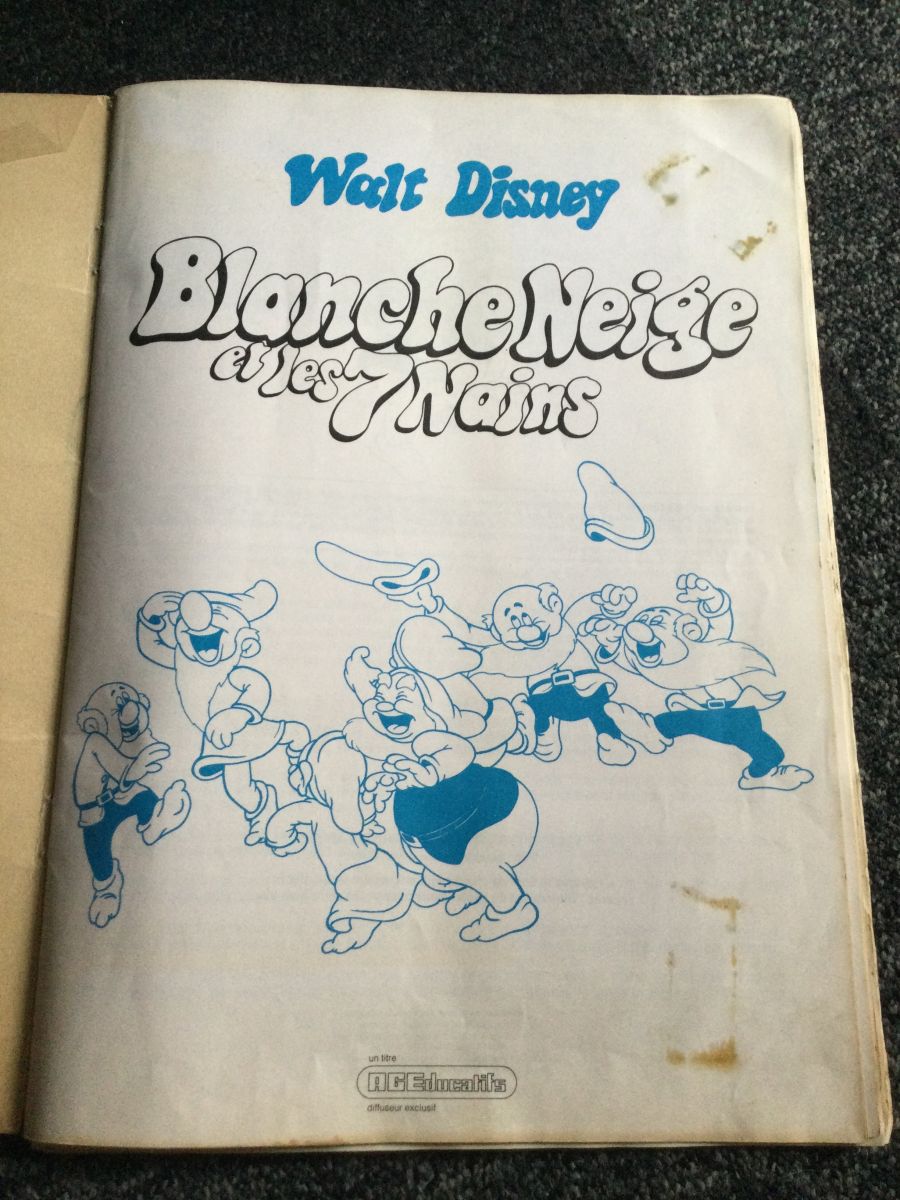 Walt Disney
Blanche Neige
et les 7 Nains
un titre
AGEducatifs
diffuseur exclusif